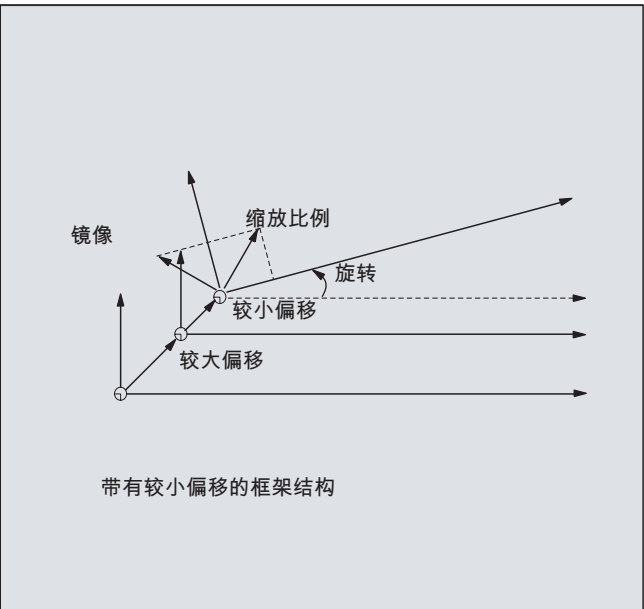 缩放比例
镜像
旋转
较小偏移
较大偏移
带有较小偏移的框架结构